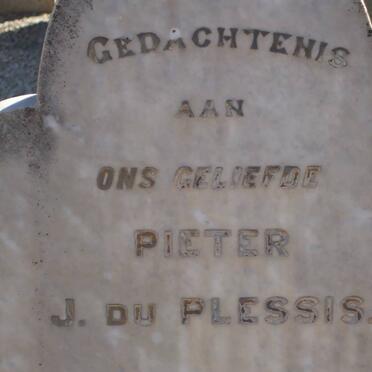 GEDACHTENIS
AAN
ONS GELIEFDE
PIETER
J. DU PLESSIS.